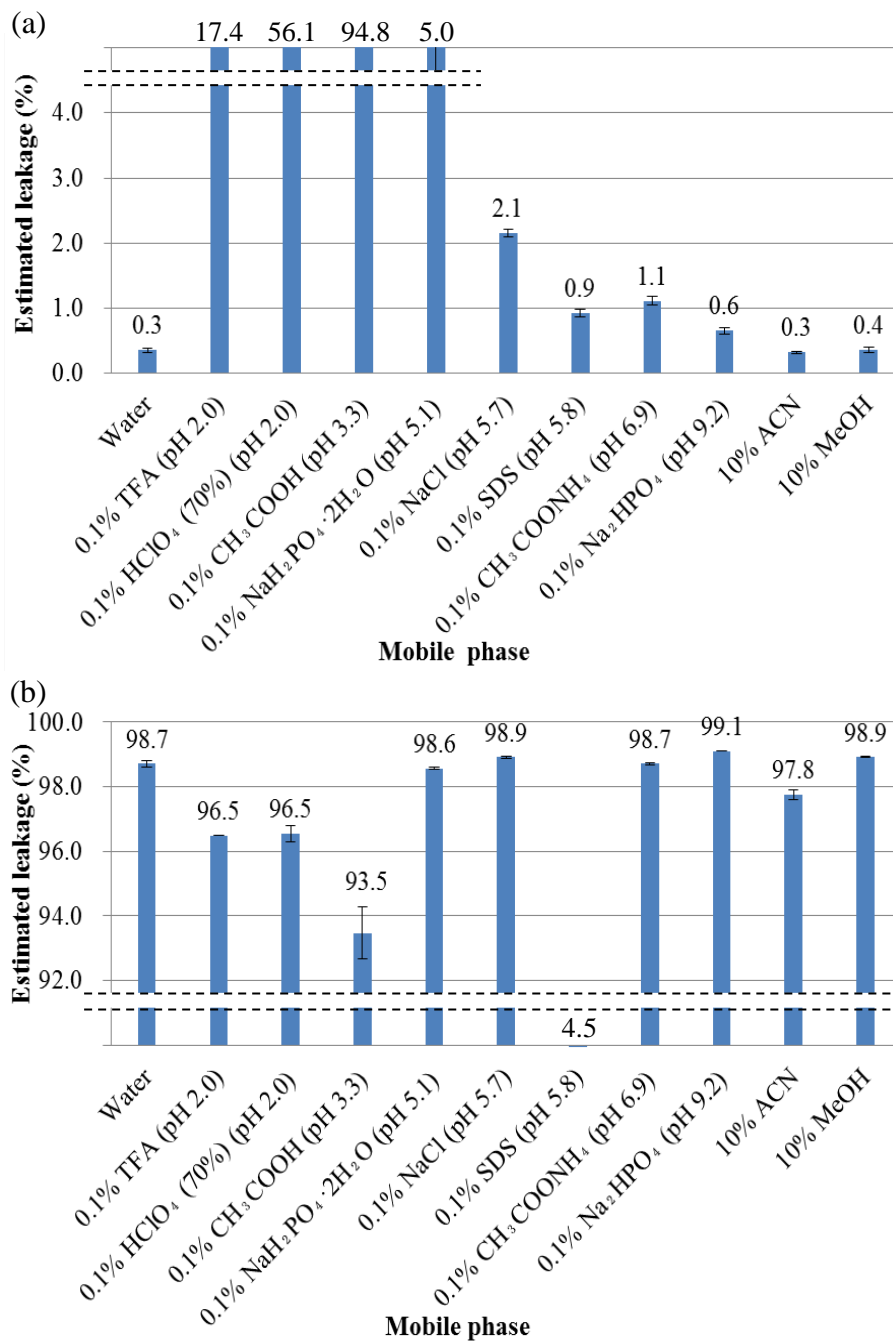 (a)
17.4 56.1 94.8 5.0
Estimated leakage (%)
4.0
3.0
2.0
1.0
0.0
0.3
2.1
0.9
1.1
0.6
0.3
0.4
Water
0.1% TFA (pH 2.0)
0.1% HClO₄ (70%) (pH 2.0)
0.1% CH₃COOH (pH 3.3)
0.1% NaH₂PO₄·2H₂O (pH 5.1)
0.1% NaCl (pH 5.7)
0.1% SDS (pH 5.8)
0.1% CH₃COONH₄ (pH 6.9)
0.1% Na₂HPO₄ (pH 9.2)
10% ACN
10% MeOH
Mobile phase
(b)
Estimated leakage (%)
100.0
98.0
96.0
94.0
92.0
98.7
96.5
96.5
93.5
98.6
98.9
4.5
98.7
99.1
97.8
98.9
Water
0.1% TFA (pH 2.0)
0.1% HClO₄ (70%) (pH 2.0)
0.1% CH₃COOH (pH 3.3)
0.1% NaH₂PO₄·2H₂O (pH 5.1)
0.1% NaCl (pH 5.7)
0.1% SDS (pH 5.8)
0.1% CH₃COONH₄ (pH 6.9)
0.1% Na₂HPO₄ (pH 9.2)
10% ACN
10% MeOH
Mobile phase